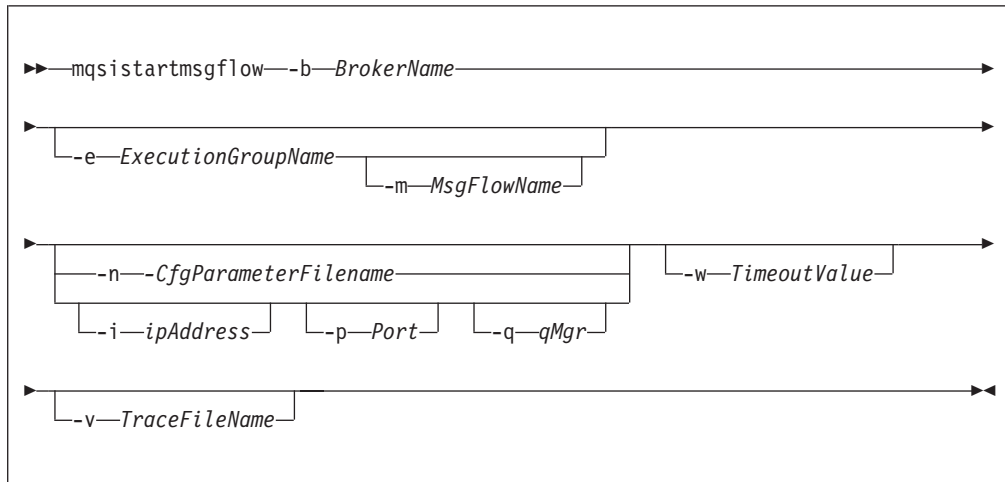 mqsistartmsgflow -b BrokerName
-e ExecutionGroupName
-m MsgFlowName
-n -CfgParameterFilename
-w TimeoutValue
-i ipAddress -p Port -q qMgr
-v TraceFileName